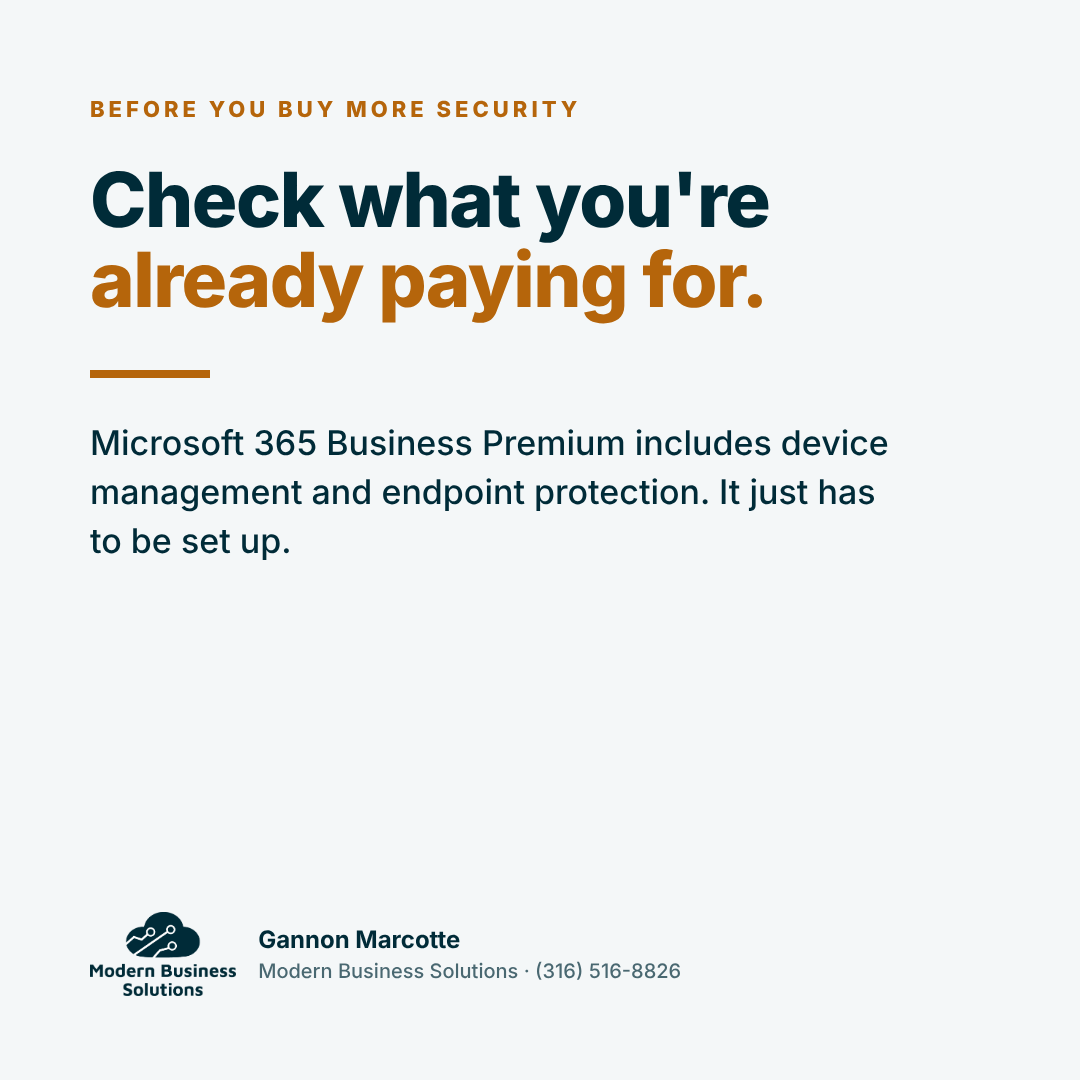 BEFORE YOU BUY MORE SECURITY
Check what you're
already paying for.
Microsoft 365 Business Premium includes device
management and endpoint protection. It just has
to be set up.
Modern Business
Solutions
Gannon Marcotte
Modern Business Solutions · (316) 516-8826